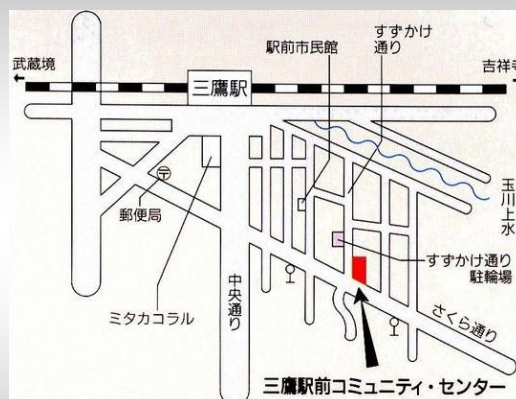 武蔵境
三鷹駅
駅前市民館
すずかけ
通り
吉祥寺
郵便局
ミタカコラル
中央通り
玉川上水
すずかけ通り
駐輪場
さくら通り
三鷹駅前コミュニティ・センター